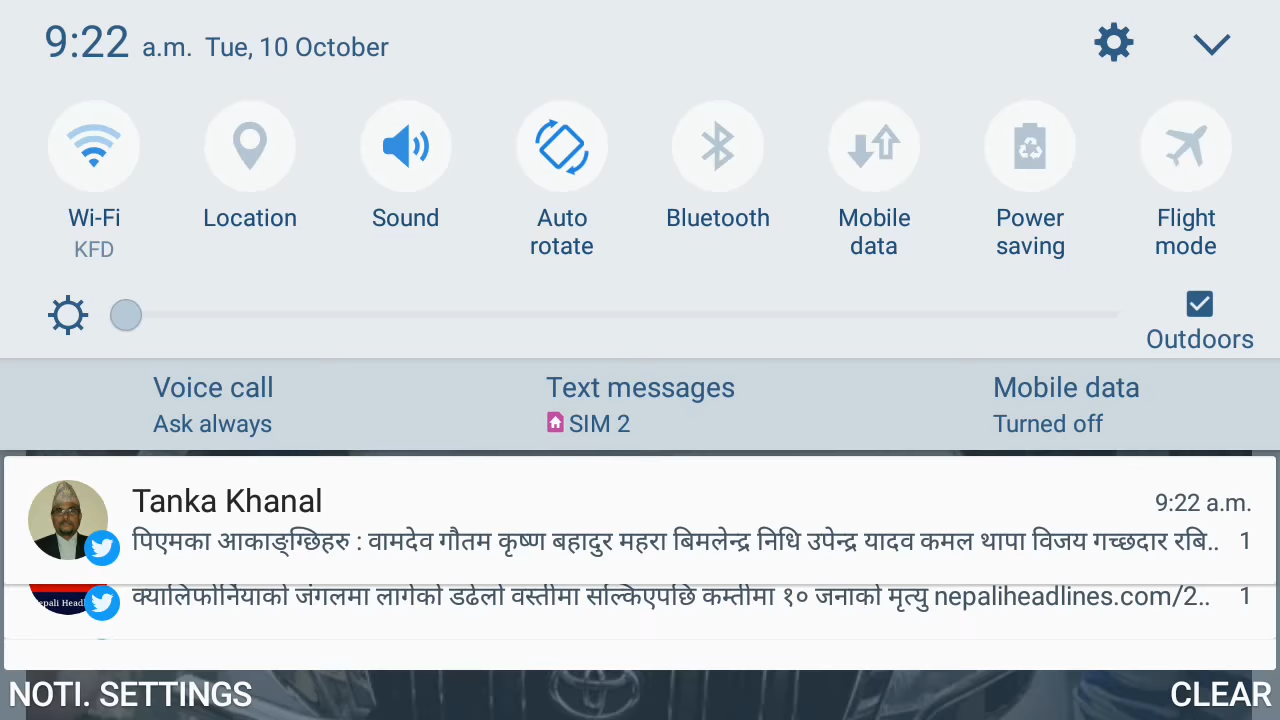 9:22 a.m. Tue, 10 October
Wi-Fi
KFD
Location
Sound
Auto
rotate
Bluetooth
Mobile
data
Power
saving
Flight
mode
Outdoors
Voice call
Ask always
Text messages
SIM 2
Mobile data
Turned off
Tanka Khanal 9:22 a.m.
पिएमका आकाङ्ग्छिहरु : वामदेव गौतम कृष्ण बहादुर महरा बिमलेन्द्र निधि उपेन्द्र यादव कमल थापा विजय गच्छदार रबि.. 1
क्यालिफोर्नियाको जंगलमा लागेको डढेलो वस्तीमा सल्किएपछि कम्तीमा १० जनाको मृत्यु nepaliheadlines.com/2.. 1
NOTI. SETTINGS CLEAR